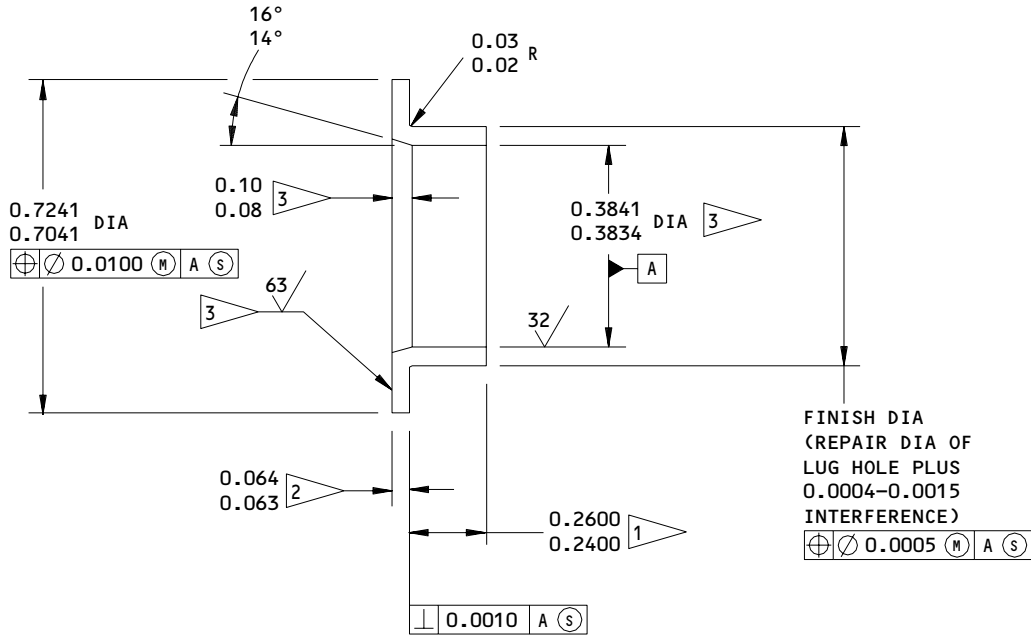 16°
14°
0.03
0.02 R
0.7241
0.7041 DIA
⌖ ⌀ 0.0100 Ⓜ A Ⓢ
0.10
0.08 3
0.3841
0.3834 DIA 3
A
63
3
32
0.064
0.063 2
0.2600
0.2400 1
⊥ 0.0010 A Ⓢ
FINISH DIA
(REPAIR DIA OF
LUG HOLE PLUS
0.0004-0.0015
INTERFERENCE)
⌖ ⌀ 0.0005 Ⓜ A Ⓢ